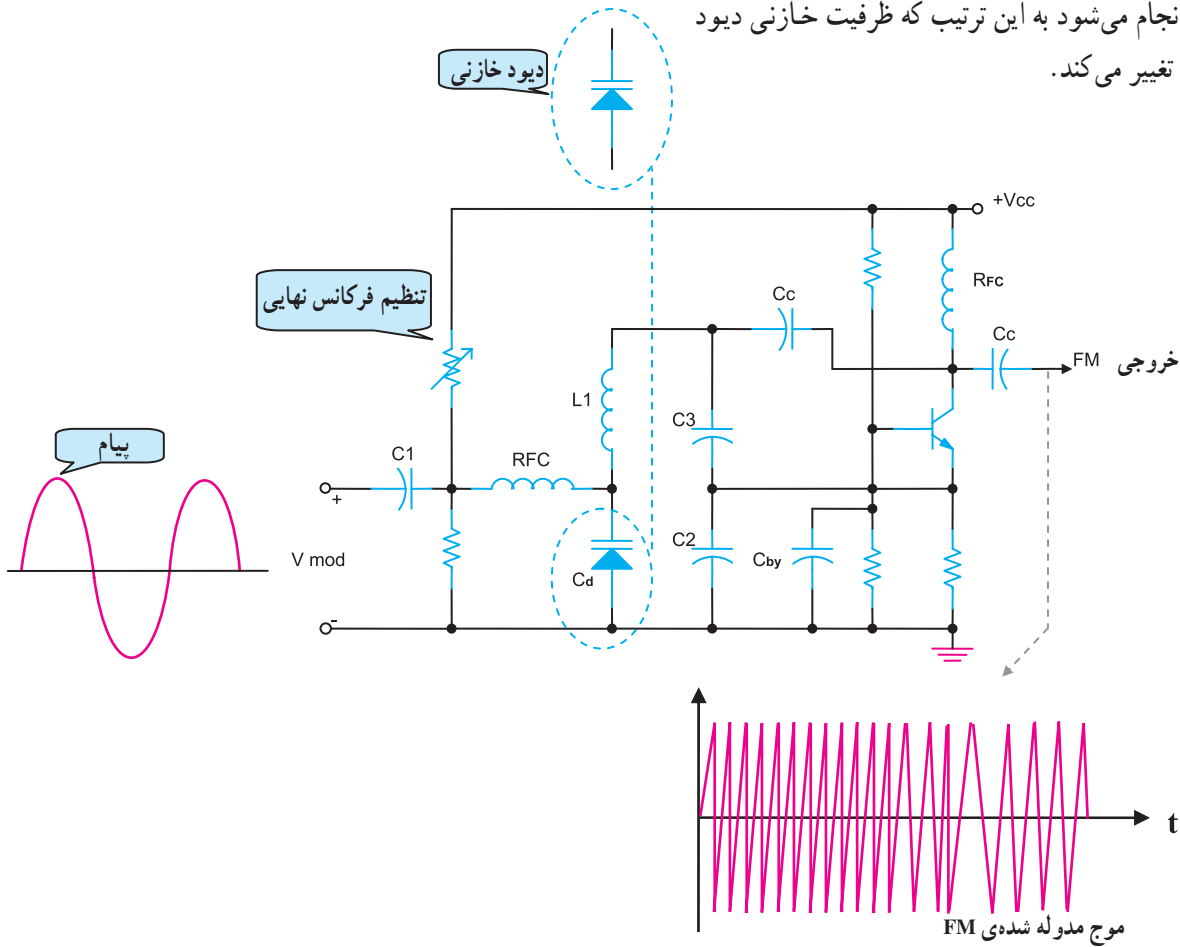 نجام می‌شود به این ترتیب که ظرفیت خازنی دیود
تغییر می‌کند.
دیود خازنی
+Vcc
تنظیم فرکانس نهایی
RFC
Cc
Cc
FM خروجی
L1
C3
پیام
C1
RFC
+
V mod
C2
Cby
Cd
-
t
موج مدوله شده‌ی FM